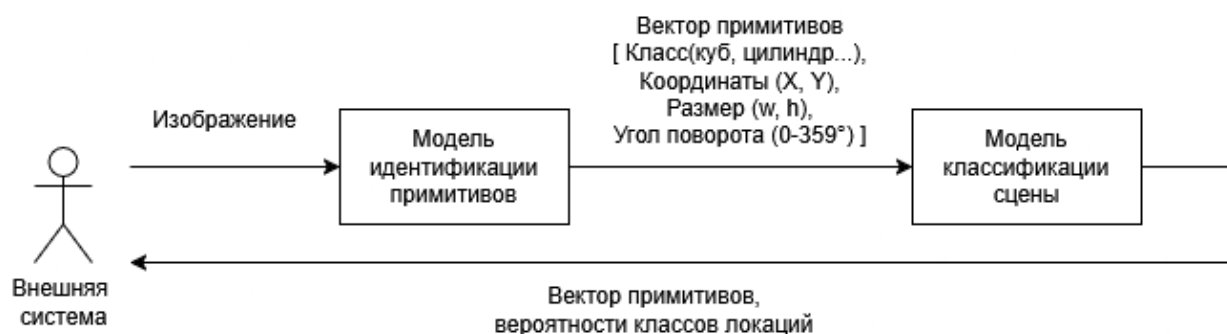 Вектор примитивов
[ Класс(куб, цилиндр...),
Координаты (X, Y),
Размер (w, h),
Угол поворота (0-359°) ]
Изображение
Модель
идентификации
примитивов
Модель
классификации
сцены
Внешняя
система
Вектор примитивов,
вероятности классов локаций